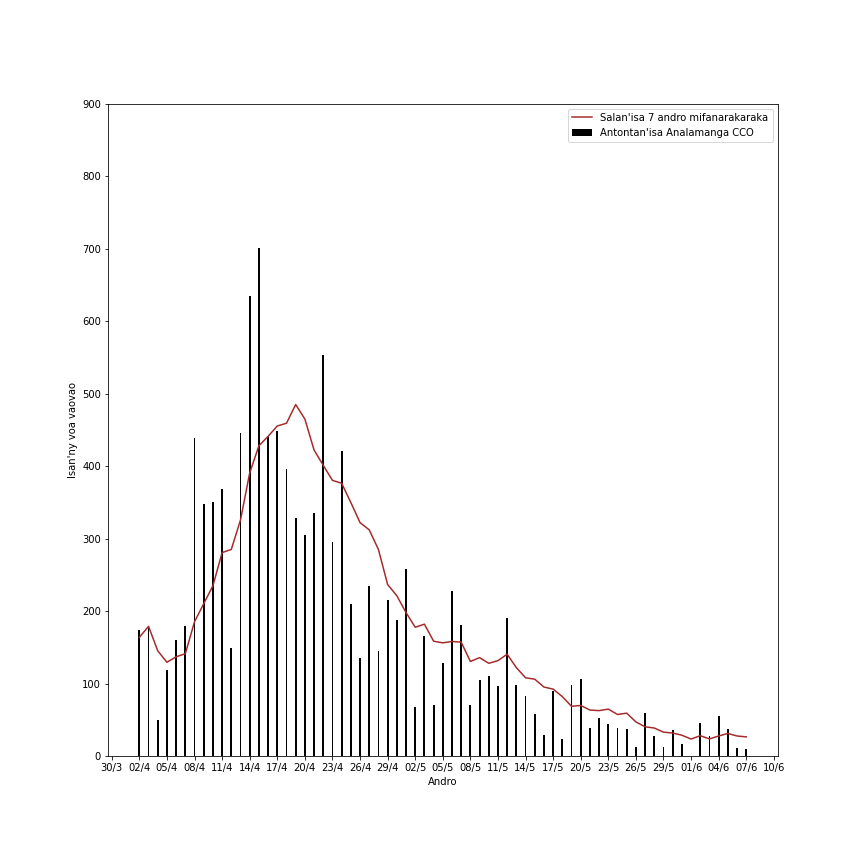 900
800
700
600
500
400
300
200
100
0
Isan'ny voa vaovao
Salan'isa 7 andro mifanarakaraka
Antontan'isa Analamanga CCO
30/3 02/4 05/4 08/4 11/4 14/4 17/4 20/4 23/4 26/4 29/4 02/5 05/5 08/5 11/5 14/5 17/5 20/5 23/5 26/5 29/5 01/6 04/6 07/6 10/6
Andro